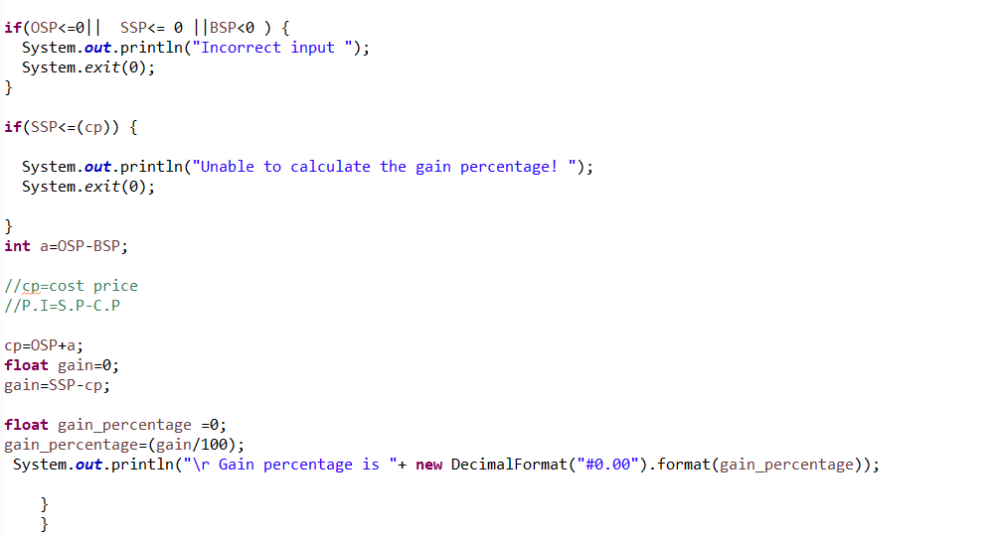 if(OSP<=0||  SSP<= 0 ||BSP<0 ) {
  System.out.println("Incorrect input ");
  System.exit(0);
}
if(SSP<=(cp)) {
  System.out.println("Unable to calculate the gain percentage! ");
  System.exit(0);
}
int a=OSP-BSP;
//cp=cost price
//P.I=S.P-C.P
cp=OSP+a;
float gain=0;
gain=SSP-cp;
float gain_percentage =0;
gain_percentage=(gain/100);
 System.out.println("\r Gain percentage is "+ new DecimalFormat("#0.00").format(gain_percentage));
    }
    }